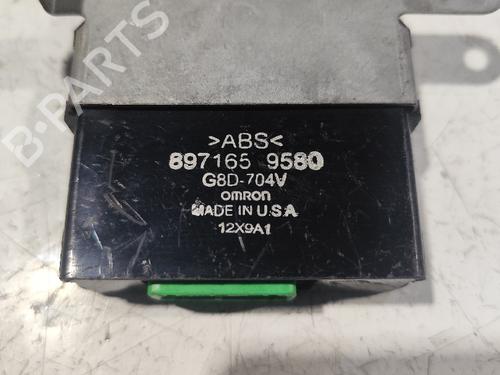 B-PARTS
>ABS<
897165 9580
G8D-704V
omron
MADE IN U.S.A
12X9A1